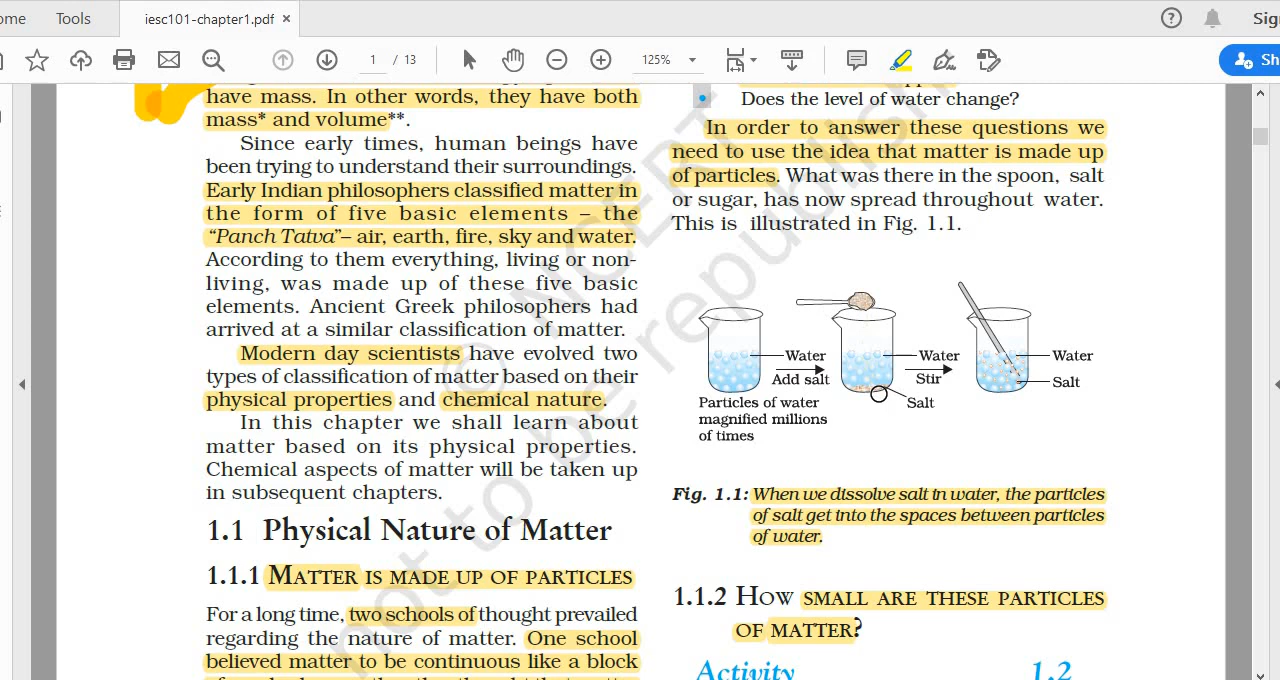 ome
Tools
iesc101-chapter1.pdf ×
?
Sig
1 / 13
125%
Sh
have mass. In other words, they have both
mass* and volume**.
Since early times, human beings have
been trying to understand their surroundings.
Early Indian philosophers classified matter in
the form of five basic elements – the
“Panch Tatva”– air, earth, fire, sky and water.
According to them everything, living or non-
living, was made up of these five basic
elements. Ancient Greek philosophers had
arrived at a similar classification of matter.
Modern day scientists have evolved two
types of classification of matter based on their
physical properties and chemical nature.
In this chapter we shall learn about
matter based on its physical properties.
Chemical aspects of matter will be taken up
in subsequent chapters.
1.1 Physical Nature of Matter
1.1.1 MATTER IS MADE UP OF PARTICLES
For a long time, two schools of thought prevailed
regarding the nature of matter. One school
believed matter to be continuous like a block
• Does the level of water change?
In order to answer these questions we
need to use the idea that matter is made up
of particles. What was there in the spoon, salt
or sugar, has now spread throughout water.
This is illustrated in Fig. 1.1.
Water
Add salt
Particles of water
magnified millions
of times
Water
Stir
Salt
Water
Salt
Fig. 1.1: When we dissolve salt in water, the particles
of salt get into the spaces between particles
of water.
1.1.2 HOW SMALL ARE THESE PARTICLES
OF MATTER?
Activity 1.2
© NCERT
not to be republish